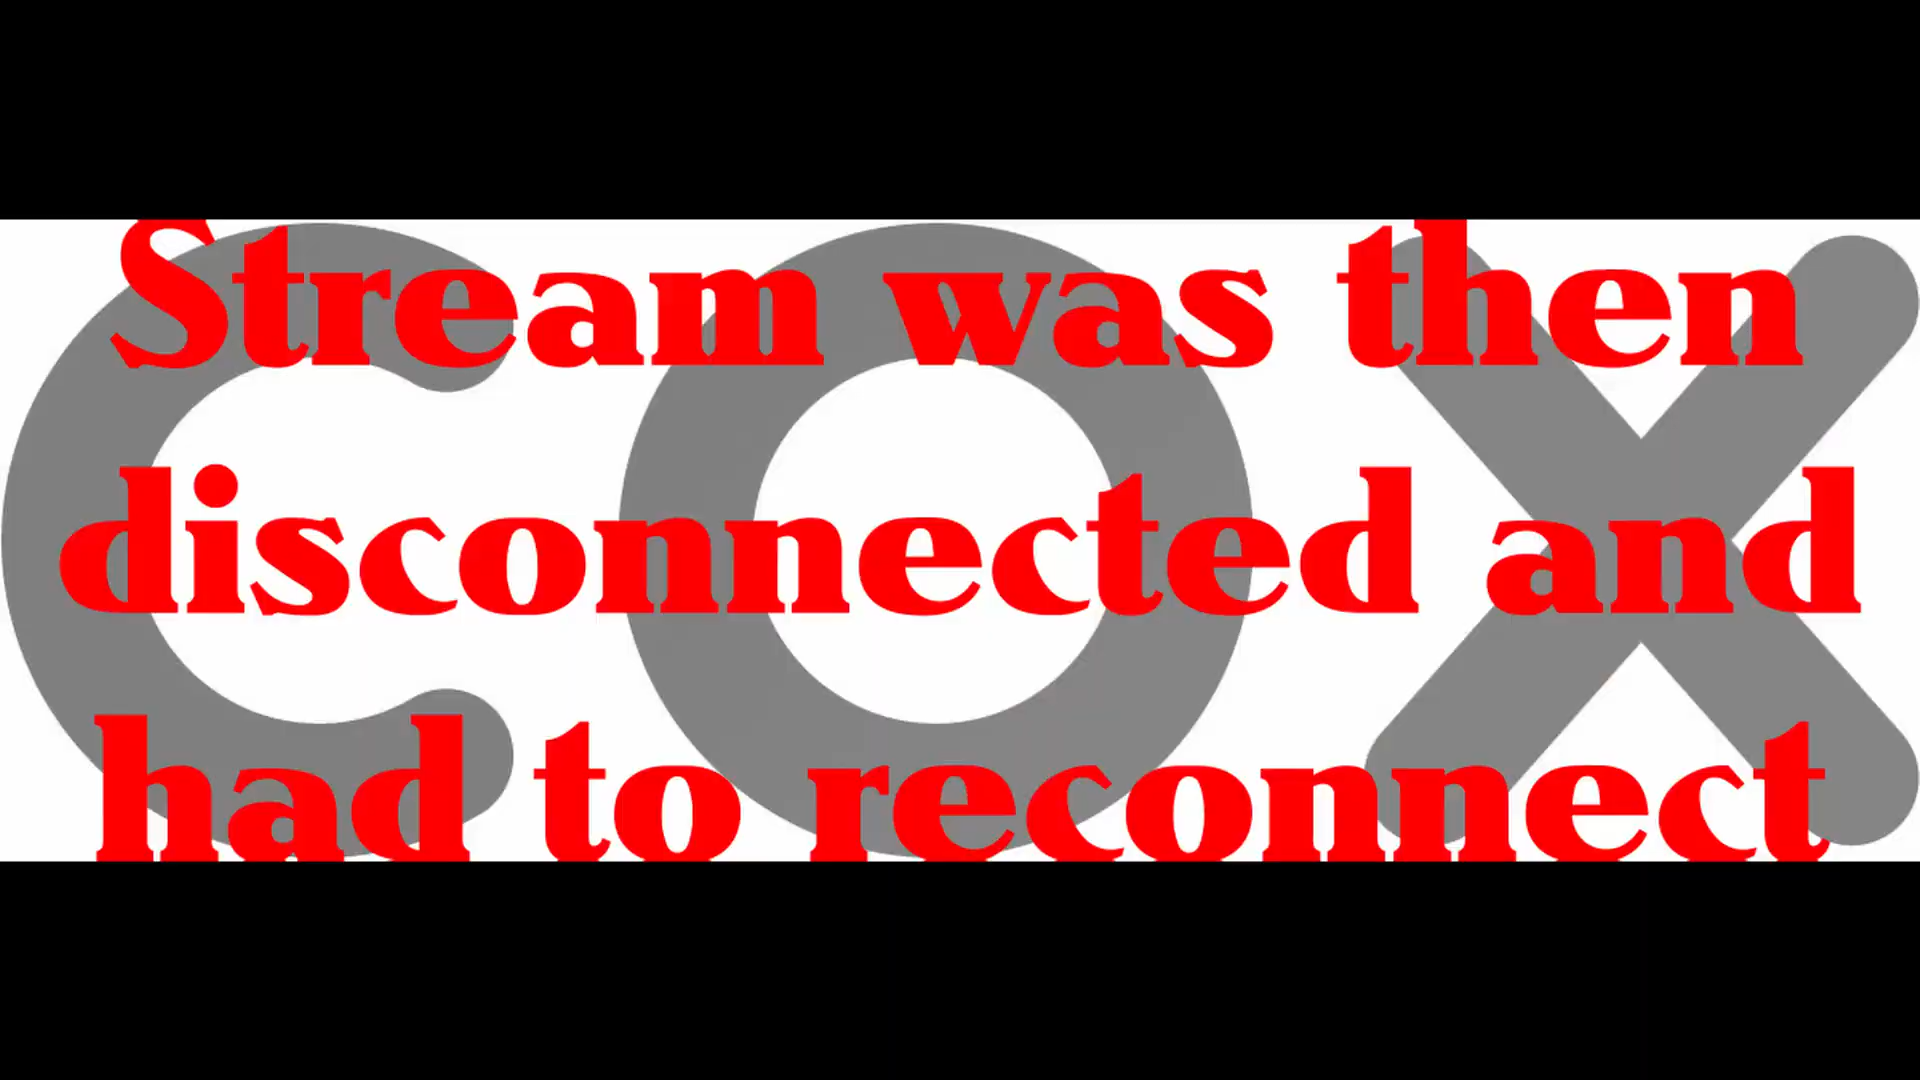 cox
Stream was then
disconnected and
had to reconnect